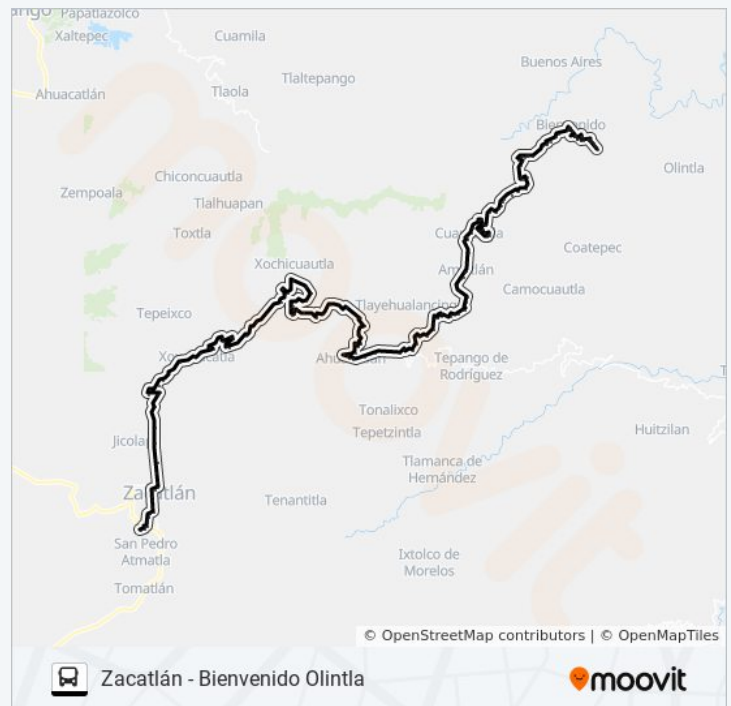 Papatlazolco
Xaltepec
Cuamila
Tlaltepango
Buenos Aires
Ahuacatlán
Tlaola
Olintla
Chiconcuautla
Zempoala
Tlalhuapan
Toxtla
Coatepec
Xochicuautla
Camocuautla
Tlayehualancingo
Tepeixco
Tepango de
Rodríguez
Tonalixco
Tepetzintla
Huitzilan
Jicolapa
Tlamanca de
Hernández
Zacatlán
Tenantitla
San Pedro
Atmatla
Ixtolco de
Morelos
Tomatlán
© OpenStreetMap contributors | © OpenMapTiles
Zacatlán - Bienvenido Olintla
moovit